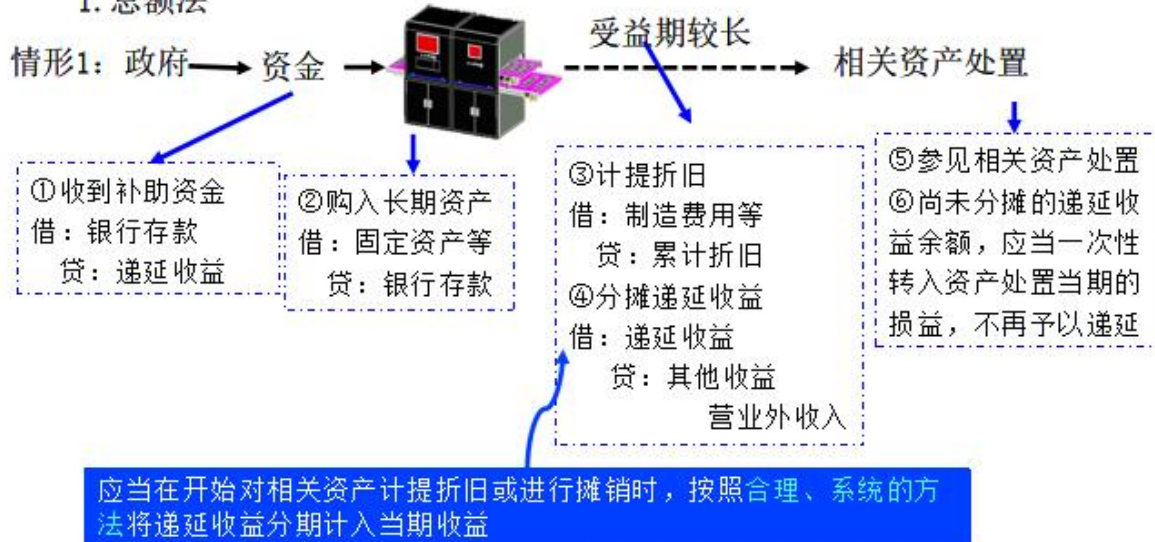 1. 总额法
情形1：政府
资金
受益期较长
相关资产处置
①收到补助资金
借：银行存款
贷：递延收益
②购入长期资产
借：固定资产等
贷：银行存款
③计提折旧
借：制造费用等
贷：累计折旧
④分摊递延收益
借：递延收益
贷：其他收益
营业外收入
⑤参见相关资产处置
⑥尚未分摊的递延收
益余额，应当一次性
转入资产处置当期的
损益，不再予以递延
应当在开始对相关资产计提折旧或进行摊销时，按照合理、系统的方
法将递延收益分期计入当期收益